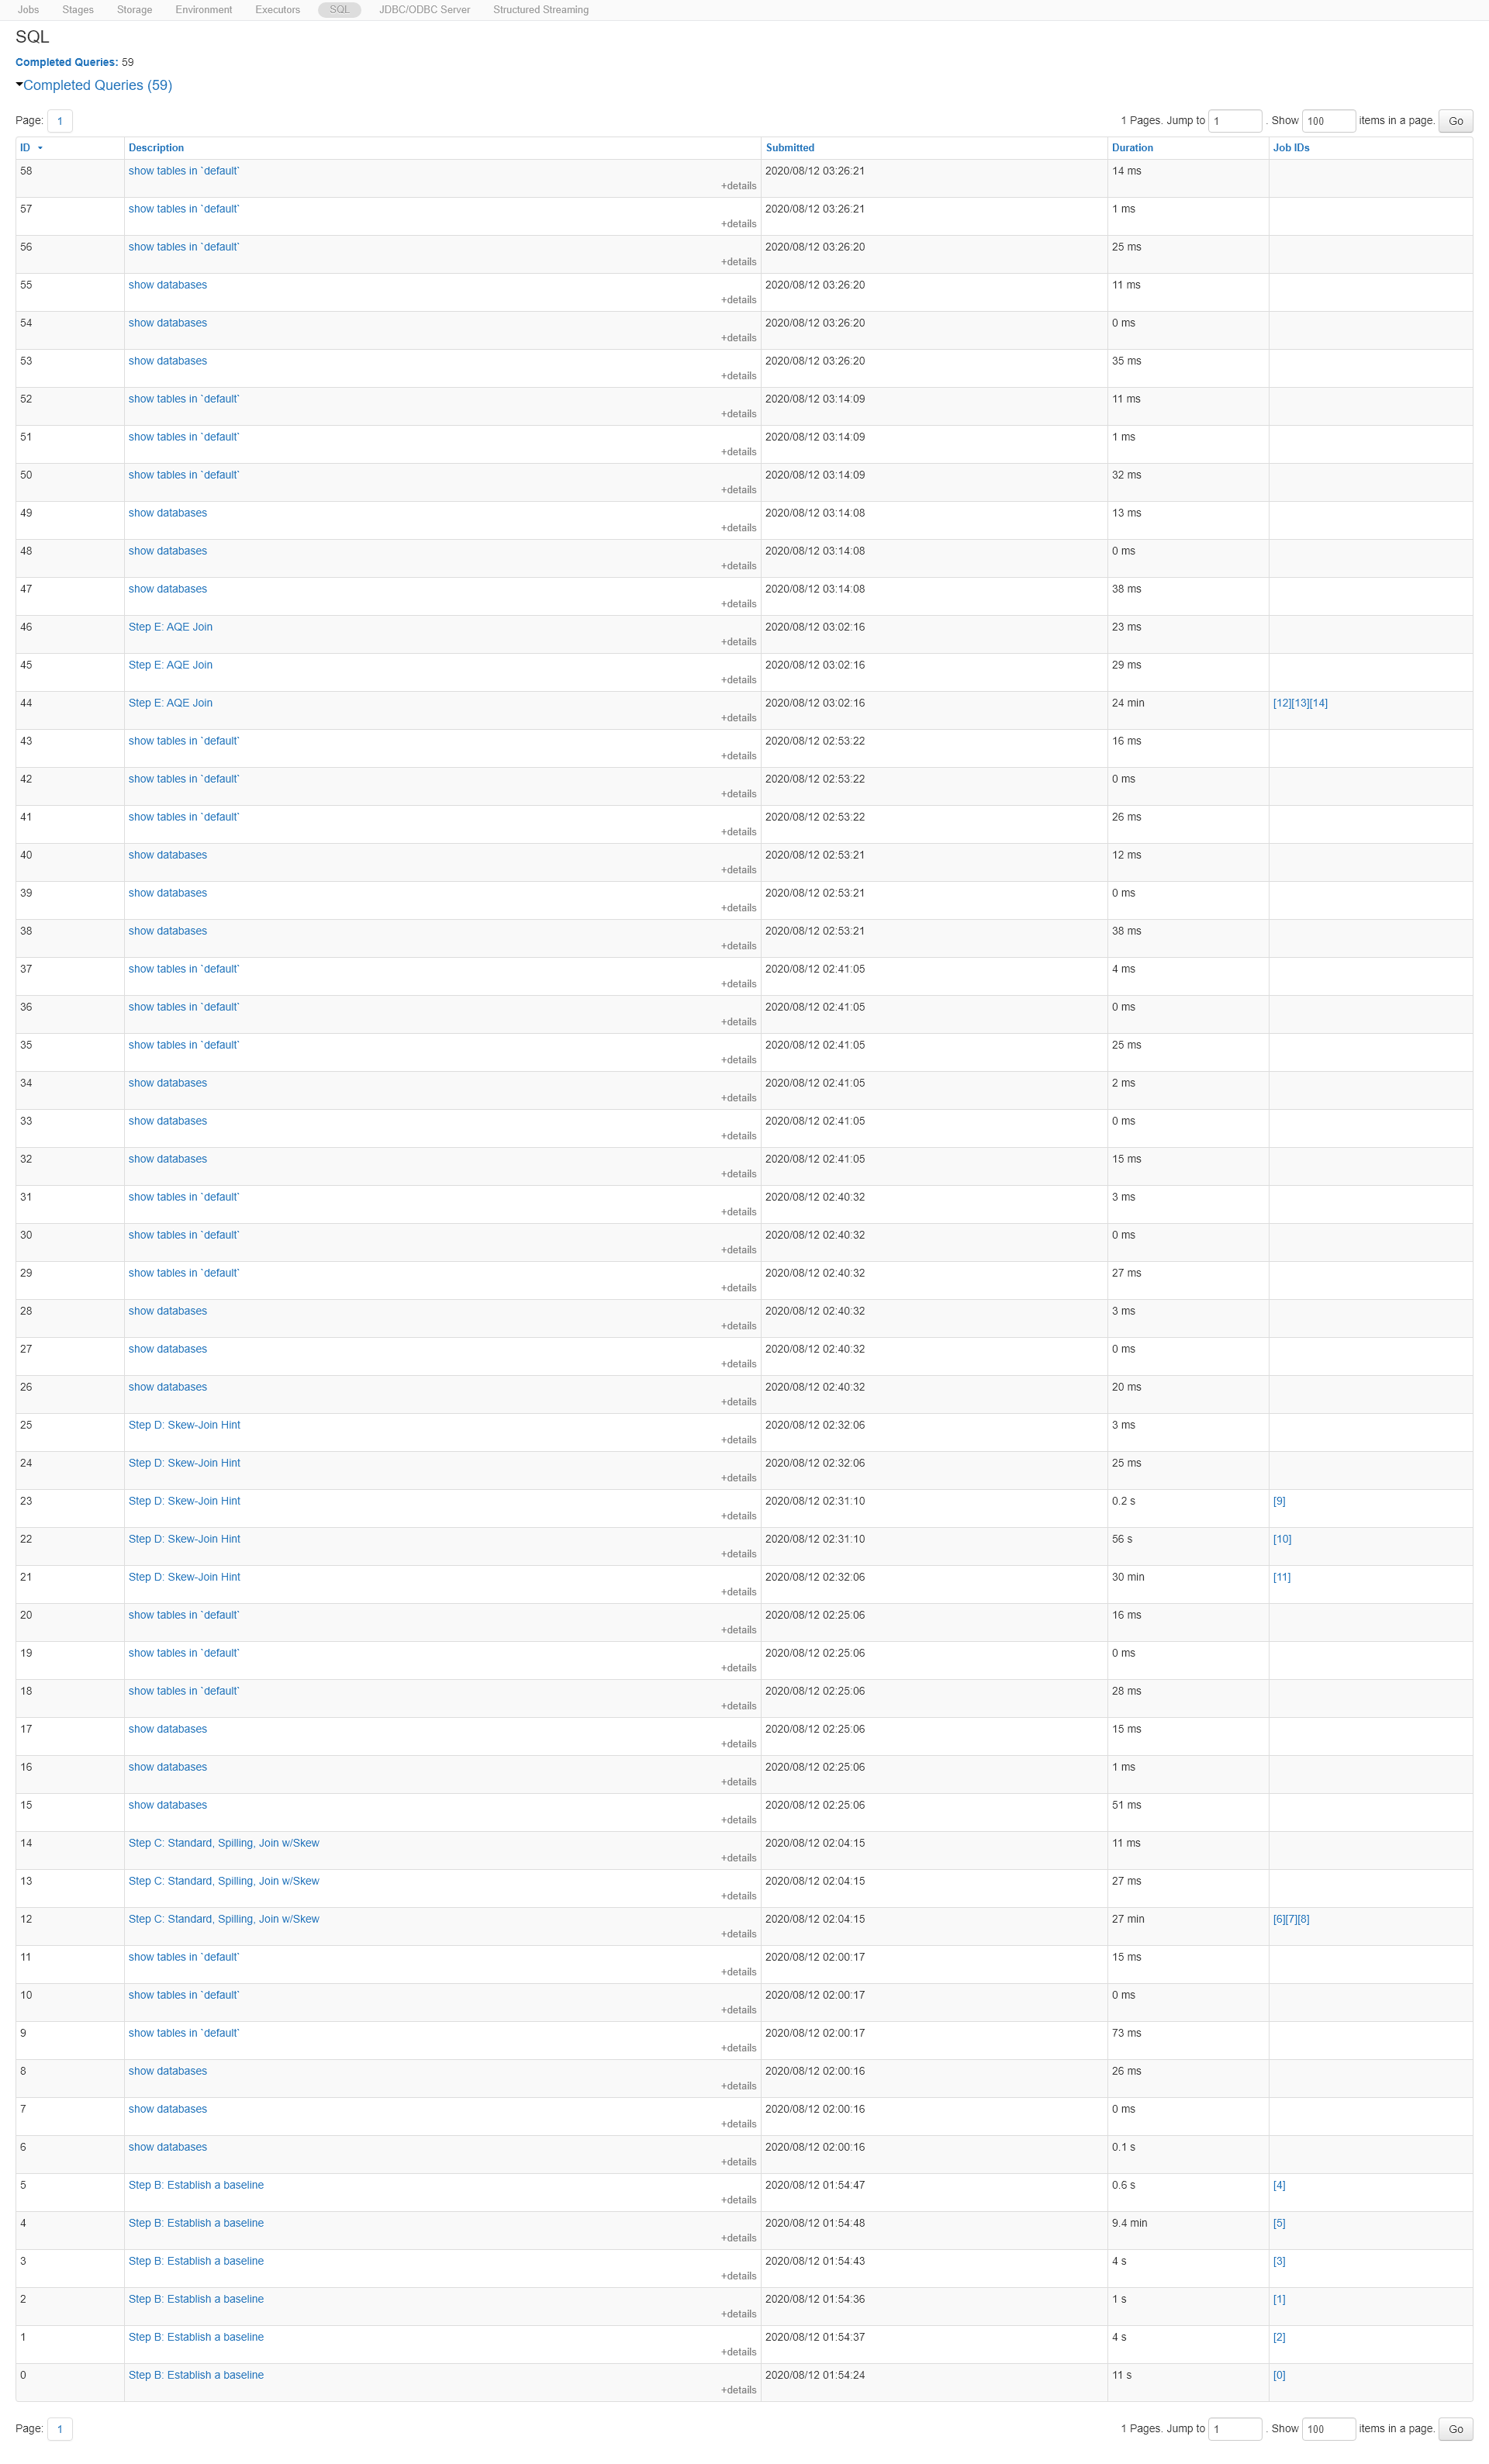 Jobs Stages Storage Environment Executors SQL JDBC/ODBC Server Structured Streaming
SQL
Completed Queries: 59
Completed Queries (59)
Page: 1 1 Pages. Jump to 1 . Show 100 items in a page. Go
ID Description Submitted Duration Job IDs
58 show tables in `default` 2020/08/12 03:26:21 14 ms
+details
57 show tables in `default` 2020/08/12 03:26:21 1 ms
+details
56 show tables in `default` 2020/08/12 03:26:20 25 ms
+details
55 show databases 2020/08/12 03:26:20 11 ms
+details
54 show databases 2020/08/12 03:26:20 0 ms
+details
53 show databases 2020/08/12 03:26:20 35 ms
+details
52 show tables in `default` 2020/08/12 03:14:09 11 ms
+details
51 show tables in `default` 2020/08/12 03:14:09 1 ms
+details
50 show tables in `default` 2020/08/12 03:14:09 32 ms
+details
49 show databases 2020/08/12 03:14:08 13 ms
+details
48 show databases 2020/08/12 03:14:08 0 ms
+details
47 show databases 2020/08/12 03:14:08 38 ms
+details
46 Step E: AQE Join 2020/08/12 03:02:16 23 ms
+details
45 Step E: AQE Join 2020/08/12 03:02:16 29 ms
+details
44 Step E: AQE Join 2020/08/12 03:02:16 24 min [12][13][14]
+details
43 show tables in `default` 2020/08/12 02:53:22 16 ms
+details
42 show tables in `default` 2020/08/12 02:53:22 0 ms
+details
41 show tables in `default` 2020/08/12 02:53:22 26 ms
+details
40 show databases 2020/08/12 02:53:21 12 ms
+details
39 show databases 2020/08/12 02:53:21 0 ms
+details
38 show databases 2020/08/12 02:53:21 38 ms
+details
37 show tables in `default` 2020/08/12 02:41:05 4 ms
+details
36 show tables in `default` 2020/08/12 02:41:05 0 ms
+details
35 show tables in `default` 2020/08/12 02:41:05 25 ms
+details
34 show databases 2020/08/12 02:41:05 2 ms
+details
33 show databases 2020/08/12 02:41:05 0 ms
+details
32 show databases 2020/08/12 02:41:05 15 ms
+details
31 show tables in `default` 2020/08/12 02:40:32 3 ms
+details
30 show tables in `default` 2020/08/12 02:40:32 0 ms
+details
29 show tables in `default` 2020/08/12 02:40:32 27 ms
+details
28 show databases 2020/08/12 02:40:32 3 ms
+details
27 show databases 2020/08/12 02:40:32 0 ms
+details
26 show databases 2020/08/12 02:40:32 20 ms
+details
25 Step D: Skew-Join Hint 2020/08/12 02:32:06 3 ms
+details
24 Step D: Skew-Join Hint 2020/08/12 02:32:06 25 ms
+details
23 Step D: Skew-Join Hint 2020/08/12 02:31:10 0.2 s [9]
+details
22 Step D: Skew-Join Hint 2020/08/12 02:31:10 56 s [10]
+details
21 Step D: Skew-Join Hint 2020/08/12 02:32:06 30 min [11]
+details
20 show tables in `default` 2020/08/12 02:25:06 16 ms
+details
19 show tables in `default` 2020/08/12 02:25:06 0 ms
+details
18 show tables in `default` 2020/08/12 02:25:06 28 ms
+details
17 show databases 2020/08/12 02:25:06 15 ms
+details
16 show databases 2020/08/12 02:25:06 1 ms
+details
15 show databases 2020/08/12 02:25:06 51 ms
+details
14 Step C: Standard, Spilling, Join w/Skew 2020/08/12 02:04:15 11 ms
+details
13 Step C: Standard, Spilling, Join w/Skew 2020/08/12 02:04:15 27 ms
+details
12 Step C: Standard, Spilling, Join w/Skew 2020/08/12 02:04:15 27 min [6][7][8]
+details
11 show tables in `default` 2020/08/12 02:00:17 15 ms
+details
10 show tables in `default` 2020/08/12 02:00:17 0 ms
+details
9 show tables in `default` 2020/08/12 02:00:17 73 ms
+details
8 show databases 2020/08/12 02:00:16 26 ms
+details
7 show databases 2020/08/12 02:00:16 0 ms
+details
6 show databases 2020/08/12 02:00:16 0.1 s
+details
5 Step B: Establish a baseline 2020/08/12 01:54:47 0.6 s [4]
+details
4 Step B: Establish a baseline 2020/08/12 01:54:48 9.4 min [5]
+details
3 Step B: Establish a baseline 2020/08/12 01:54:43 4 s [3]
+details
2 Step B: Establish a baseline 2020/08/12 01:54:36 1 s [1]
+details
1 Step B: Establish a baseline 2020/08/12 01:54:37 4 s [2]
+details
0 Step B: Establish a baseline 2020/08/12 01:54:24 11 s [0]
+details
Page: 1 1 Pages. Jump to 1 . Show 100 items in a page. Go